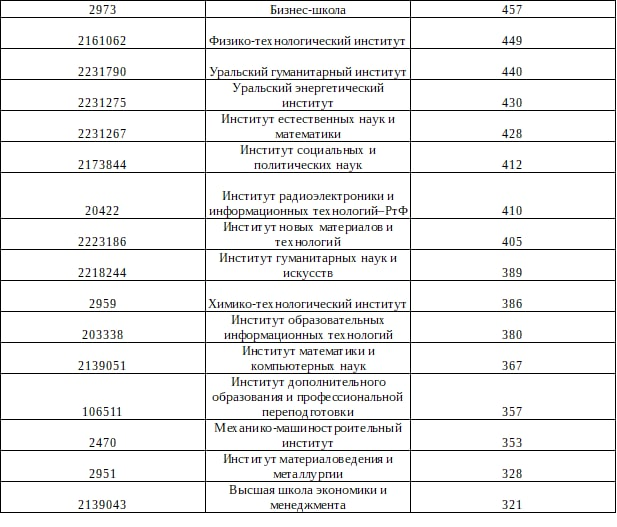 2973 Бизнес-школа 457
2161062 Физико-технологический институт 449
2231790 Уральский гуманитарный институт 440
Уральский энергетический
2231275 институт 430
Институт естественных наук и
2231267 математики 428
Институт социальных и
2173844 политических наук 412
Институт радиоэлектроники и
20422 информационных технологий–РтФ 410
Институт новых материалов и
2223186 технологий 405
Институт гуманитарных наук и
2218244 искусств 389
2959 Химико-технологический институт 386
Институт образовательных
203338 информационных технологий 380
Институт математики и
2139051 компьютерных наук 367
Институт дополнительного
образования и профессиональной
106511 переподготовки 357
Механико-машиностроительный
2470 институт 353
Институт материаловедения и
2951 металлургии 328
Высшая школа экономики и
2139043 менеджмента 321